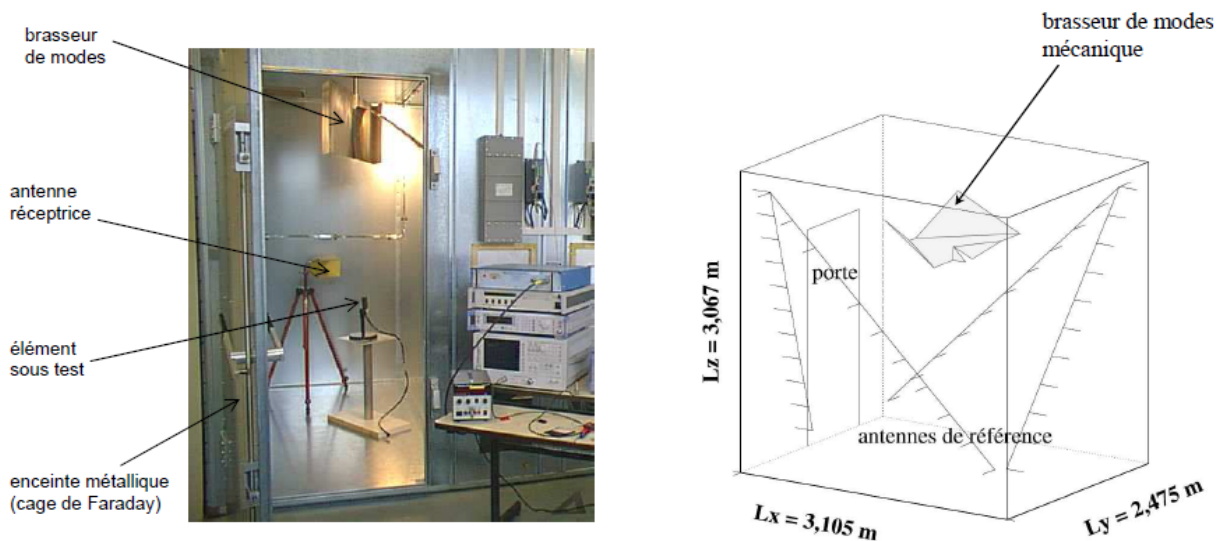 brasseur
de modes
antenne
réceptrice
élément
sous test
enceinte métallique
(cage de Faraday)
brasseur de modes
mécanique
porte
antennes de référence
Lz = 3,067 m
Lx = 3,105 m
Ly = 2,475 m